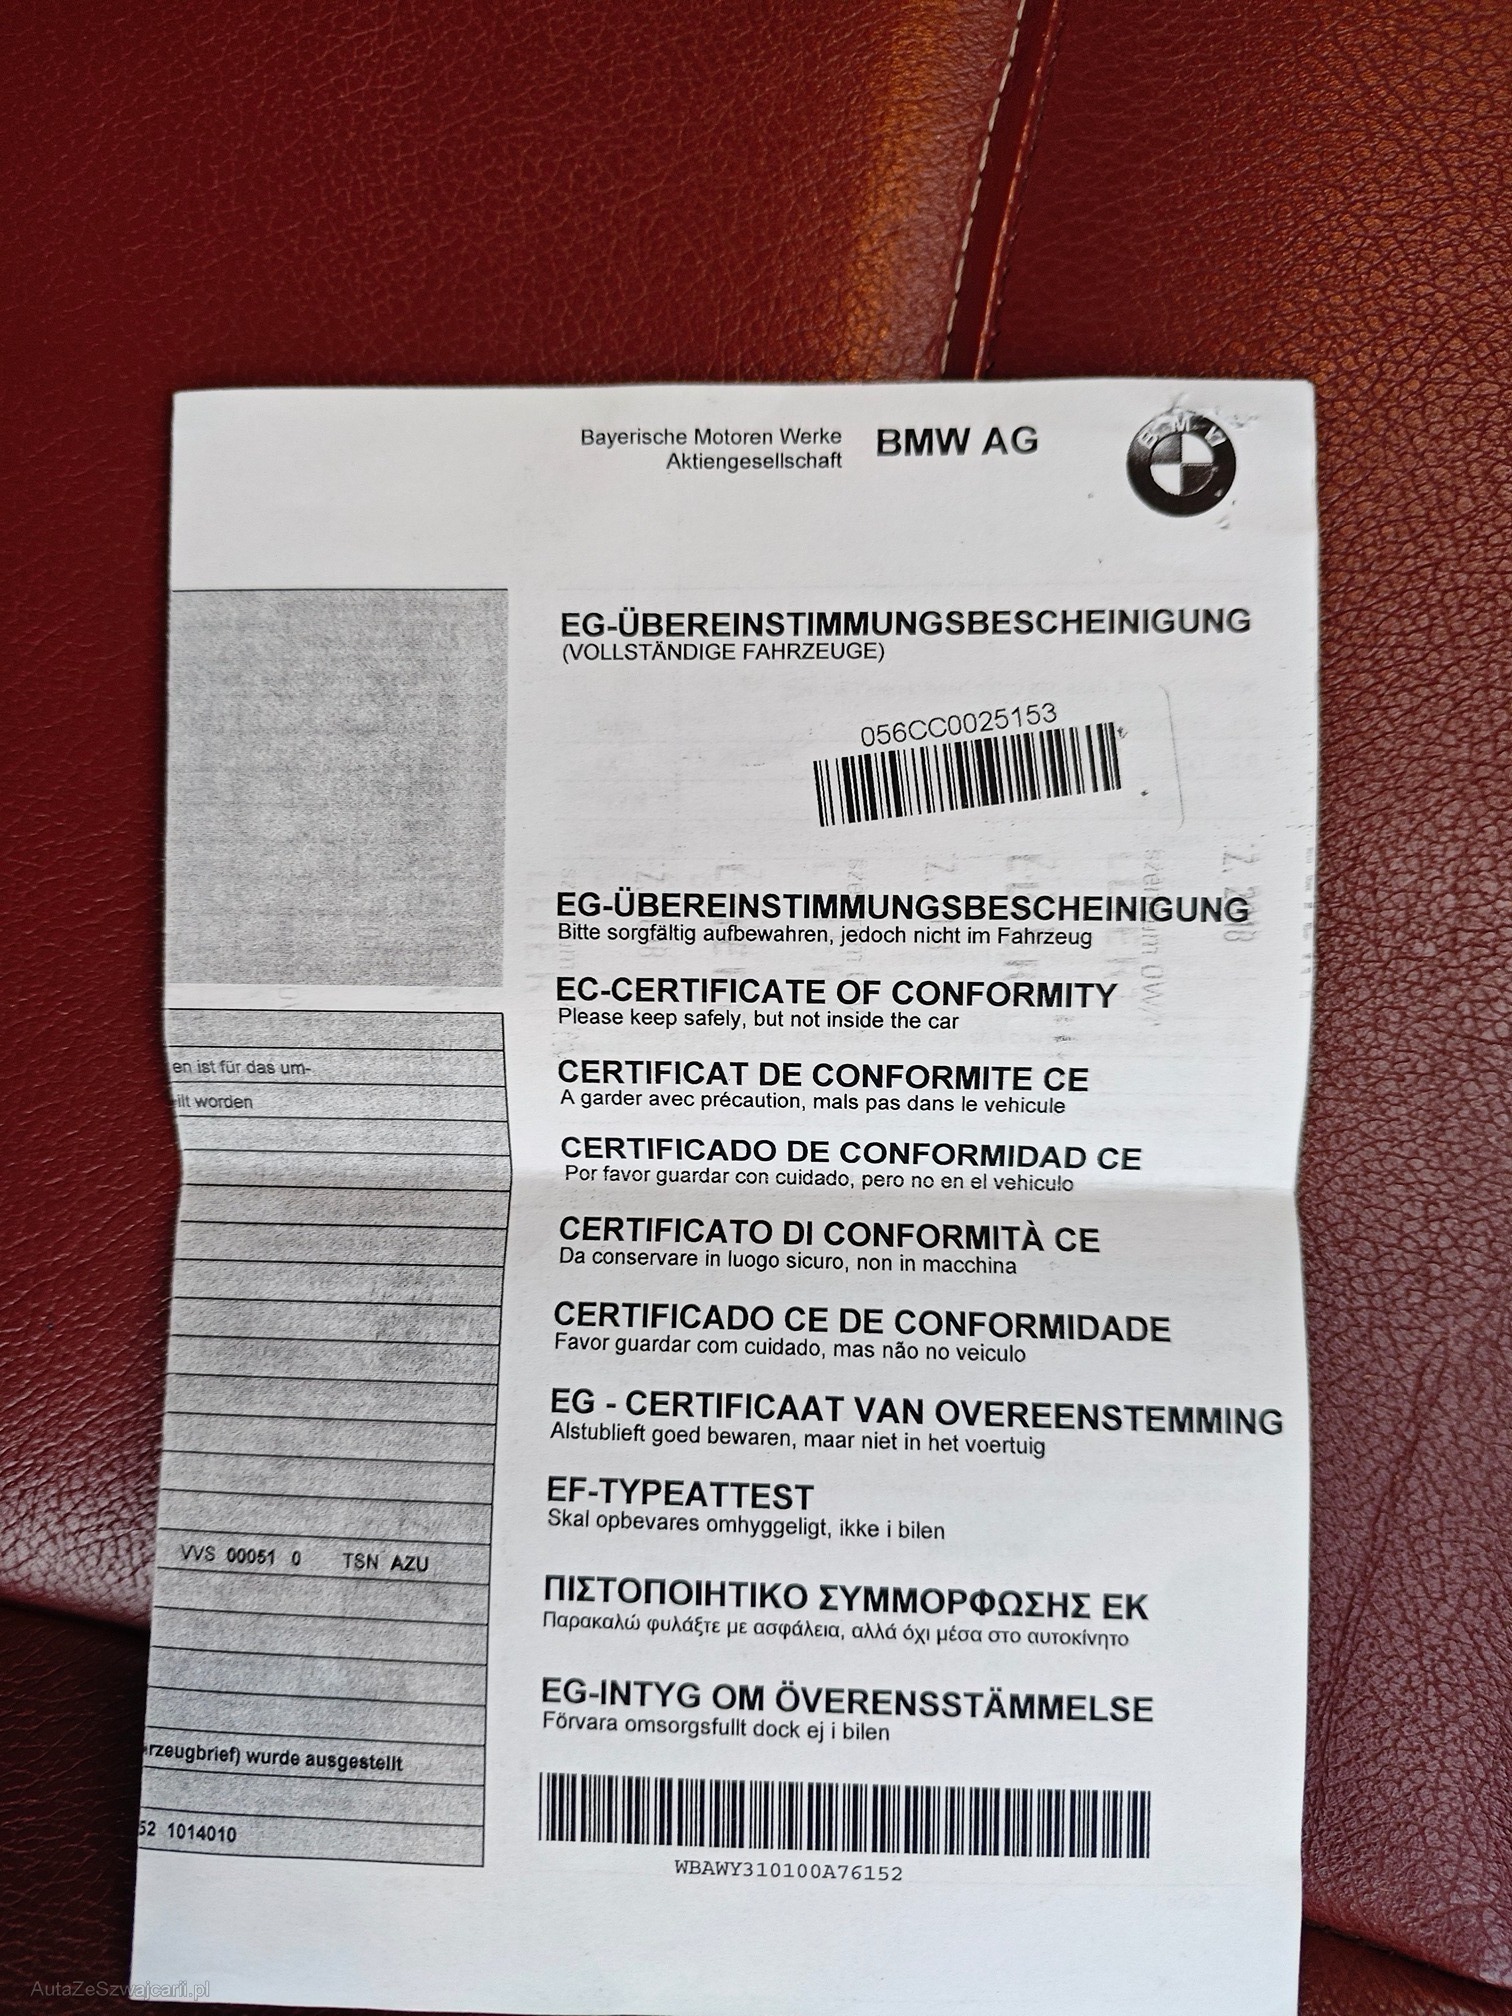 Bayerische Motoren Werke
Aktiengesellschaft
BMW AG
BMW
EG-ÜBEREINSTIMMUNGSBESCHEINIGUNG
(VOLLSTÄNDIGE FAHRZEUGE)
056CC0025153
EG-ÜBEREINSTIMMUNGSBESCHEINIGUNG
Bitte sorgfältig aufbewahren, jedoch nicht im Fahrzeug
EC-CERTIFICATE OF CONFORMITY
Please keep safely, but not inside the car
CERTIFICAT DE CONFORMITE CE
A garder avec précaution, mals pas dans le vehicule
CERTIFICADO DE CONFORMIDAD CE
Por favor guardar con cuidado, pero no en el vehiculo
CERTIFICATO DI CONFORMITÀ CE
Da conservare in luogo sicuro, non in macchina
CERTIFICADO CE DE CONFORMIDADE
Favor guardar com cuidado, mas não no veiculo
EG - CERTIFICAAT VAN OVEREENSTEMMING
Alstublieft goed bewaren, maar niet in het voertuig
EF-TYPEATTEST
Skal opbevares omhyggeligt, ikke i bilen
ΠΙΣΤΟΠΟΙΗΤΙΚΟ ΣΥΜΜΟΡΦΩΣΗΣ ΕΚ
Παρακαλώ φυλάξτε με ασφάλεια, αλλά όχι μέσα στο αυτοκίνητο
EG-INTYG OM ÖVERENSSTÄMMELSE
Förvara omsorgsfullt dock ej i bilen
WBAWY310100A76152
en ist für das um-
eilt worden
VVS 00051 0 TSN AZU
rzeugbrief) wurde ausgestellt
52 1014010
AutaZeSzwajcarii.pl